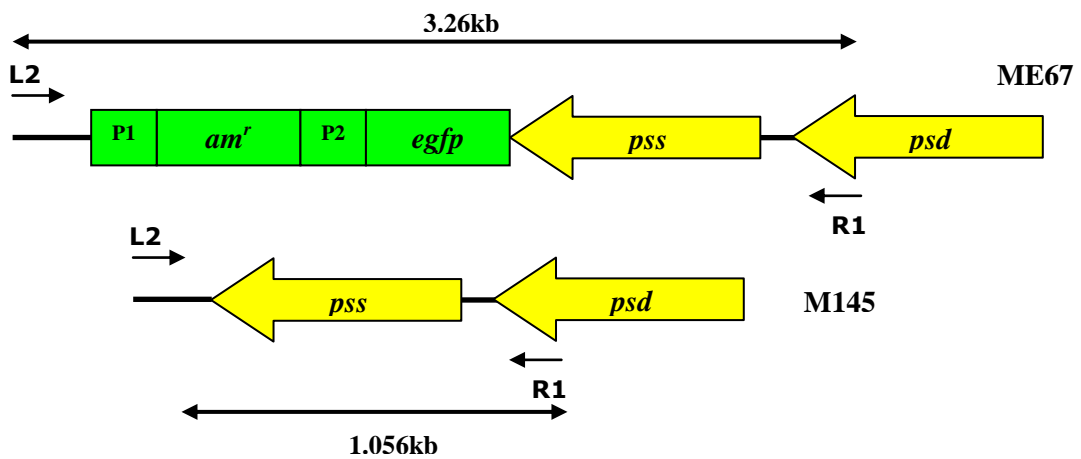 3.26kb
L2
ME67
P1 am^r P2 egfp pss psd
R1
L2
pss psd M145
R1
1.056kb